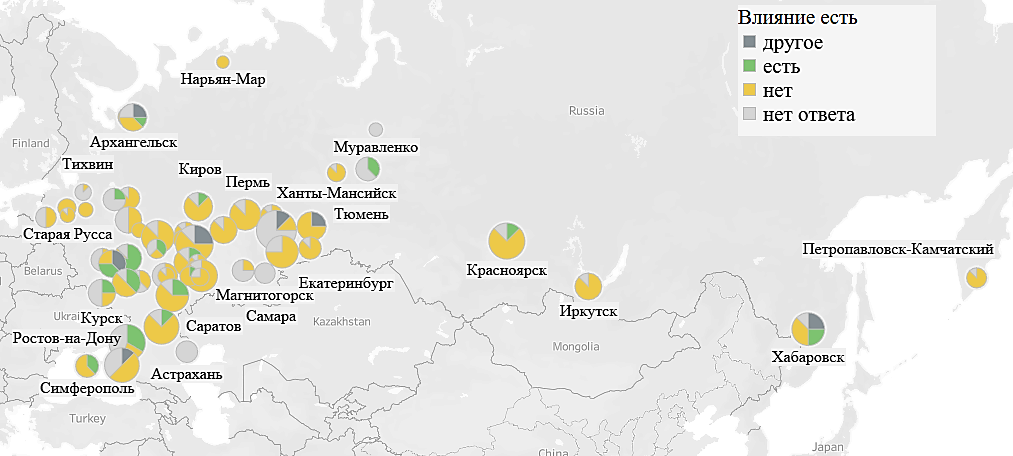 Влияние есть
другое
есть
нет
нет ответа
Нарьян-Мар
Russia
Архангельск
Finland
Муравленко
Тихвин
Киров
Пермь
Ханты-Мансийск
Тюмень
Старая Русса
Петропавловск-Камчатский
Belarus
Красноярск
Екатеринбург
Магнитогорск
Иркутск
Ukrai
Курск
Самара
Kazakhstan
Саратов
Ростов-на-Дону
Mongolia
Хабаровск
Астрахань
Симферополь
Turkey
Japan
China